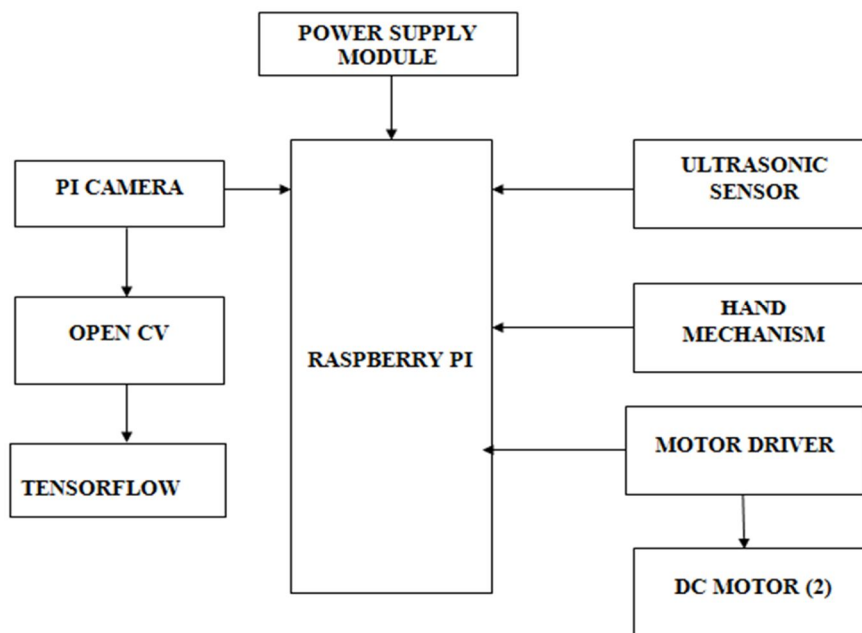 POWER SUPPLY
MODULE
PI CAMERA
ULTRASONIC
SENSOR
OPEN CV
HAND
MECHANISM
RASPBERRY PI
MOTOR DRIVER
TENSORFLOW
DC MOTOR (2)